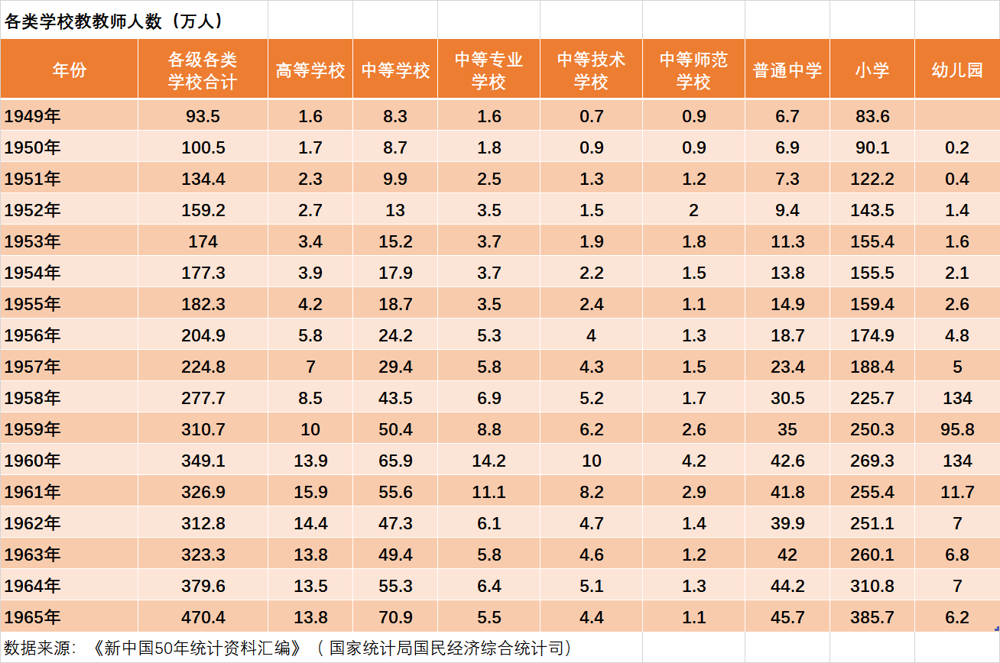 各类学校教教师人数（万人）
年份 各级各类学校合计 高等学校 中等学校 中等专业学校 中等技术学校 中等师范学校 普通中学 小学 幼儿园
1949年 93.5 1.6 8.3 1.6 0.7 0.9 6.7 83.6
1950年 100.5 1.7 8.7 1.8 0.9 0.9 6.9 90.1 0.2
1951年 134.4 2.3 9.9 2.5 1.3 1.2 7.3 122.2 0.4
1952年 159.2 2.7 13 3.5 1.5 2 9.4 143.5 1.4
1953年 174 3.4 15.2 3.7 1.9 1.8 11.3 155.4 1.6
1954年 177.3 3.9 17.9 3.7 2.2 1.5 13.8 155.5 2.1
1955年 182.3 4.2 18.7 3.5 2.4 1.1 14.9 159.4 2.6
1956年 204.9 5.8 24.2 5.3 4 1.3 18.7 174.9 4.8
1957年 224.8 7 29.4 5.8 4.3 1.5 23.4 188.4 5
1958年 277.7 8.5 43.5 6.9 5.2 1.7 30.5 225.7 134
1959年 310.7 10 50.4 8.8 6.2 2.6 35 250.3 95.8
1960年 349.1 13.9 65.9 14.2 10 4.2 42.6 269.3 134
1961年 326.9 15.9 55.6 11.1 8.2 2.9 41.8 255.4 11.7
1962年 312.8 14.4 47.3 6.1 4.7 1.4 39.9 251.1 7
1963年 323.3 13.8 49.4 5.8 4.6 1.2 42 260.1 6.8
1964年 379.6 13.5 55.3 6.4 5.1 1.3 44.2 310.8 7
1965年 470.4 13.8 70.9 5.5 4.4 1.1 45.7 385.7 6.2
数据来源：《新中国50年统计资料汇编》（ 国家统计局国民经济综合统计司）